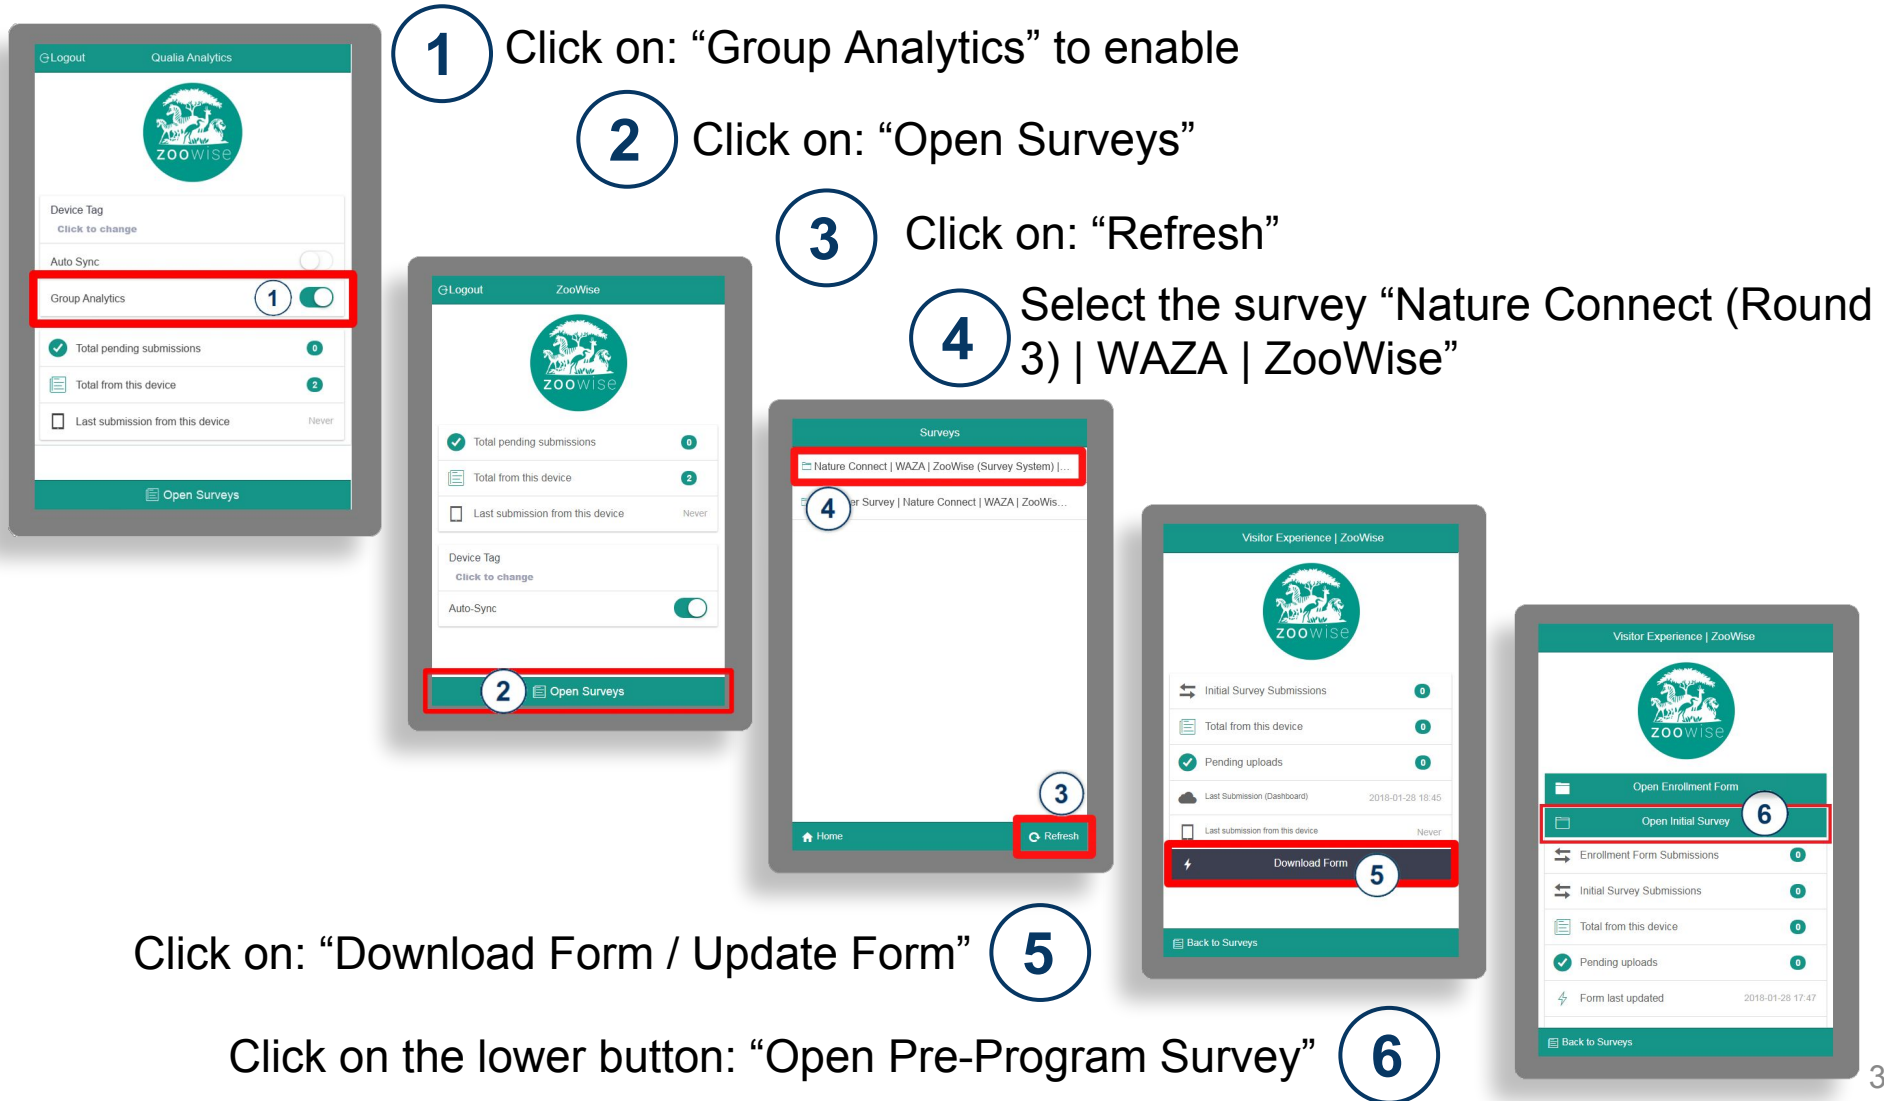 1
Click on: “Group Analytics” to enable
2
Click on: “Open Surveys”
3
Click on: “Refresh”
4
Select the survey “Nature Connect (Round
3) | WAZA | ZooWise”
Logout Qualia Analytics
ZOOWISE
Device Tag
Click to change
Auto Sync
Group Analytics 1
Total pending submissions 0
Total from this device 2
Last submission from this device Never
Open Surveys
Logout ZooWise
ZOOWISE
Total pending submissions 0
Total from this device 2
Last submission from this device Never
Device Tag
Click to change
Auto-Sync
2 Open Surveys
Surveys
Nature Connect | WAZA | ZooWise (Survey System) |...
4 er Survey | Nature Connect | WAZA | ZooWis...
3
Home Refresh
Visitor Experience | ZooWise
ZOOWISE
Initial Survey Submissions 0
Total from this device 0
Pending uploads 0
Last Submission (Dashboard) 2018-01-28 18:45
Last submission from this device Never
Download Form 5
Back to Surveys
Visitor Experience | ZooWise
ZOOWISE
Open Enrollment Form
Open Initial Survey 6
Enrollment Form Submissions 0
Initial Survey Submissions 0
Total from this device 0
Pending uploads 0
Form last updated 2018-01-28 17:47
Back to Surveys
Click on: “Download Form / Update Form” 5
Click on the lower button: “Open Pre-Program Survey” 6
3